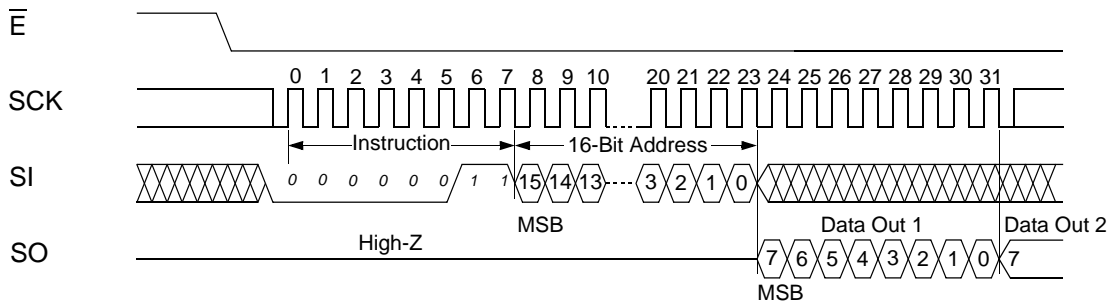 E
0 1 2 3 4 5 6 7 8 9 10 20 21 22 23 24 25 26 27 28 29 30 31
SCK
Instruction 16-Bit Address
SI 0 0 0 0 0 0 1 1 15 14 13 3 2 1 0
MSB Data Out 1 Data Out 2
High-Z
SO 7 6 5 4 3 2 1 0 7
MSB